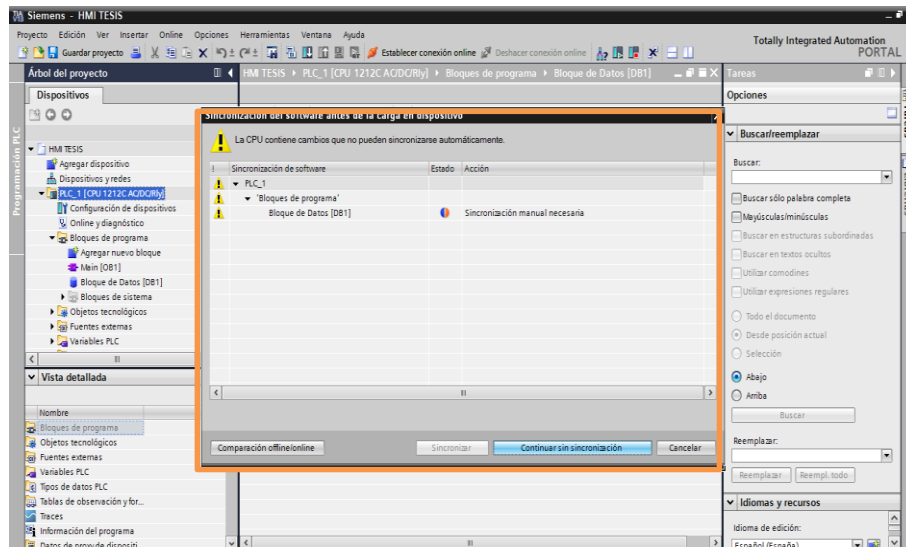 Siemens - HMI TESIS
Proyecto Edición Ver Insertar Online Opciones Herramientas Ventana Ayuda
Guardar proyecto
Establecer conexión online
Deshacer conexión online
Totally Integrated Automation
PORTAL
Árbol del proyecto
HMI TESIS ▸ PLC_1 [CPU 1212C AC/DC/Rly] ▸ Bloques de programa ▸ Bloque de Datos [DB1]
Tareas
Dispositivos
Opciones
Programación PLC
HMI TESIS
Agregar dispositivo
Dispositivos y redes
PLC_1 [CPU 1212C AC/DC/Rly]
Configuración de dispositivos
Online y diagnóstico
Bloques de programa
Agregar nuevo bloque
Main [OB1]
Bloque de Datos [DB1]
Bloques de sistema
Objetos tecnológicos
Fuentes externas
Variables PLC
Vista detallada
Nombre
Bloques de programa
Objetos tecnológicos
Fuentes externas
Variables PLC
Tipos de datos PLC
Tablas de observación y for...
Traces
Información del programa
Datos de proxy de dispositi
Sincronización del software antes de la carga en dispositivo
La CPU contiene cambios que no pueden sincronizarse automáticamente.
! Sincronización de software Estado Acción
PLC_1
'Bloques de programa'
Bloque de Datos [DB1] Sincronización manual necesaria
Comparación offline/online
Sincronizar
Continuar sin sincronización
Cancelar
Buscar/reemplazar
Buscar:
Buscar sólo palabra completa
Mayúsculas/minúsculas
Buscar en estructuras subordinadas
Buscar en textos ocultos
Utilizar comodines
Utilizar expresiones regulares
Todo el documento
Desde posición actual
Selección
Abajo
Arriba
Buscar
Reemplazar:
Reemplazar
Reempl. todo
Idiomas y recursos
Idioma de edición:
Español (España)